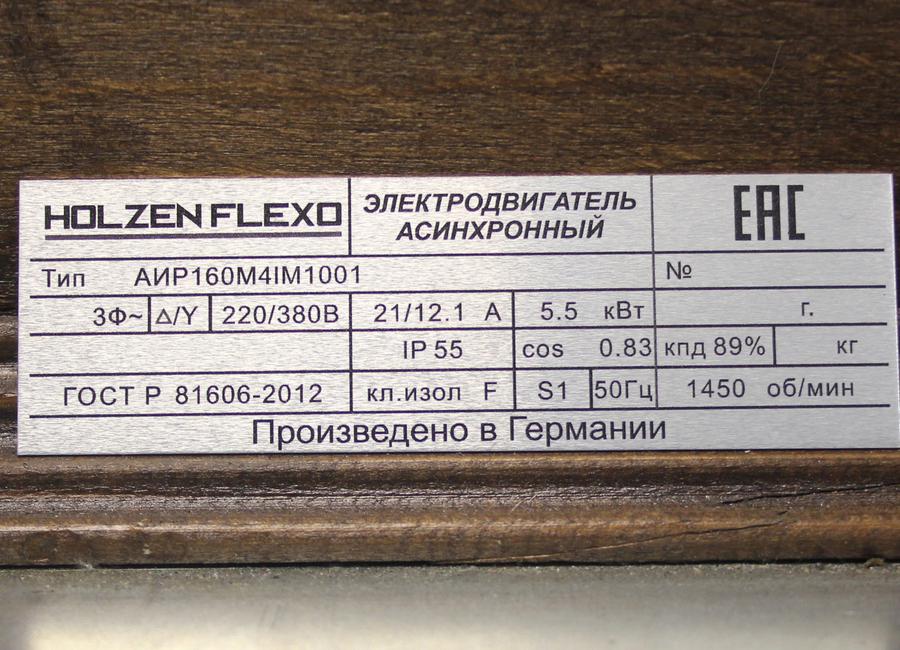 HOLZEN FLEXO ЭЛЕКТРОДВИГАТЕЛЬ АСИНХРОННЫЙ EAC
Тип АИР160М4IМ1001 №
3Ф~ △/Y 220/380В 21/12.1 А 5.5 кВт г.
IP 55 cos 0.83 кпд 89% кг
ГОСТ Р 81606-2012 кл.изол F S1 50Гц 1450 об/мин
Произведено в Германии